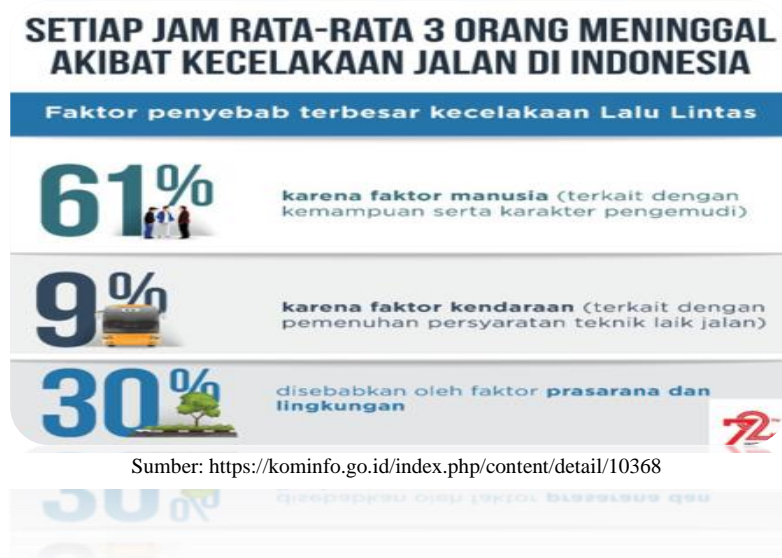 SETIAP JAM RATA-RATA 3 ORANG MENINGGAL
AKIBAT KECELAKAAN JALAN DI INDONESIA
Faktor penyebab terbesar kecelakaan Lalu Lintas
61%
karena faktor manusia (terkait dengan
kemampuan serta karakter pengemudi)
9%
karena faktor kendaraan (terkait dengan
pemenuhan persyaratan teknik laik jalan)
30%
disebabkan oleh faktor prasarana dan
lingkungan
72
Sumber: https://kominfo.go.id/index.php/content/detail/10368